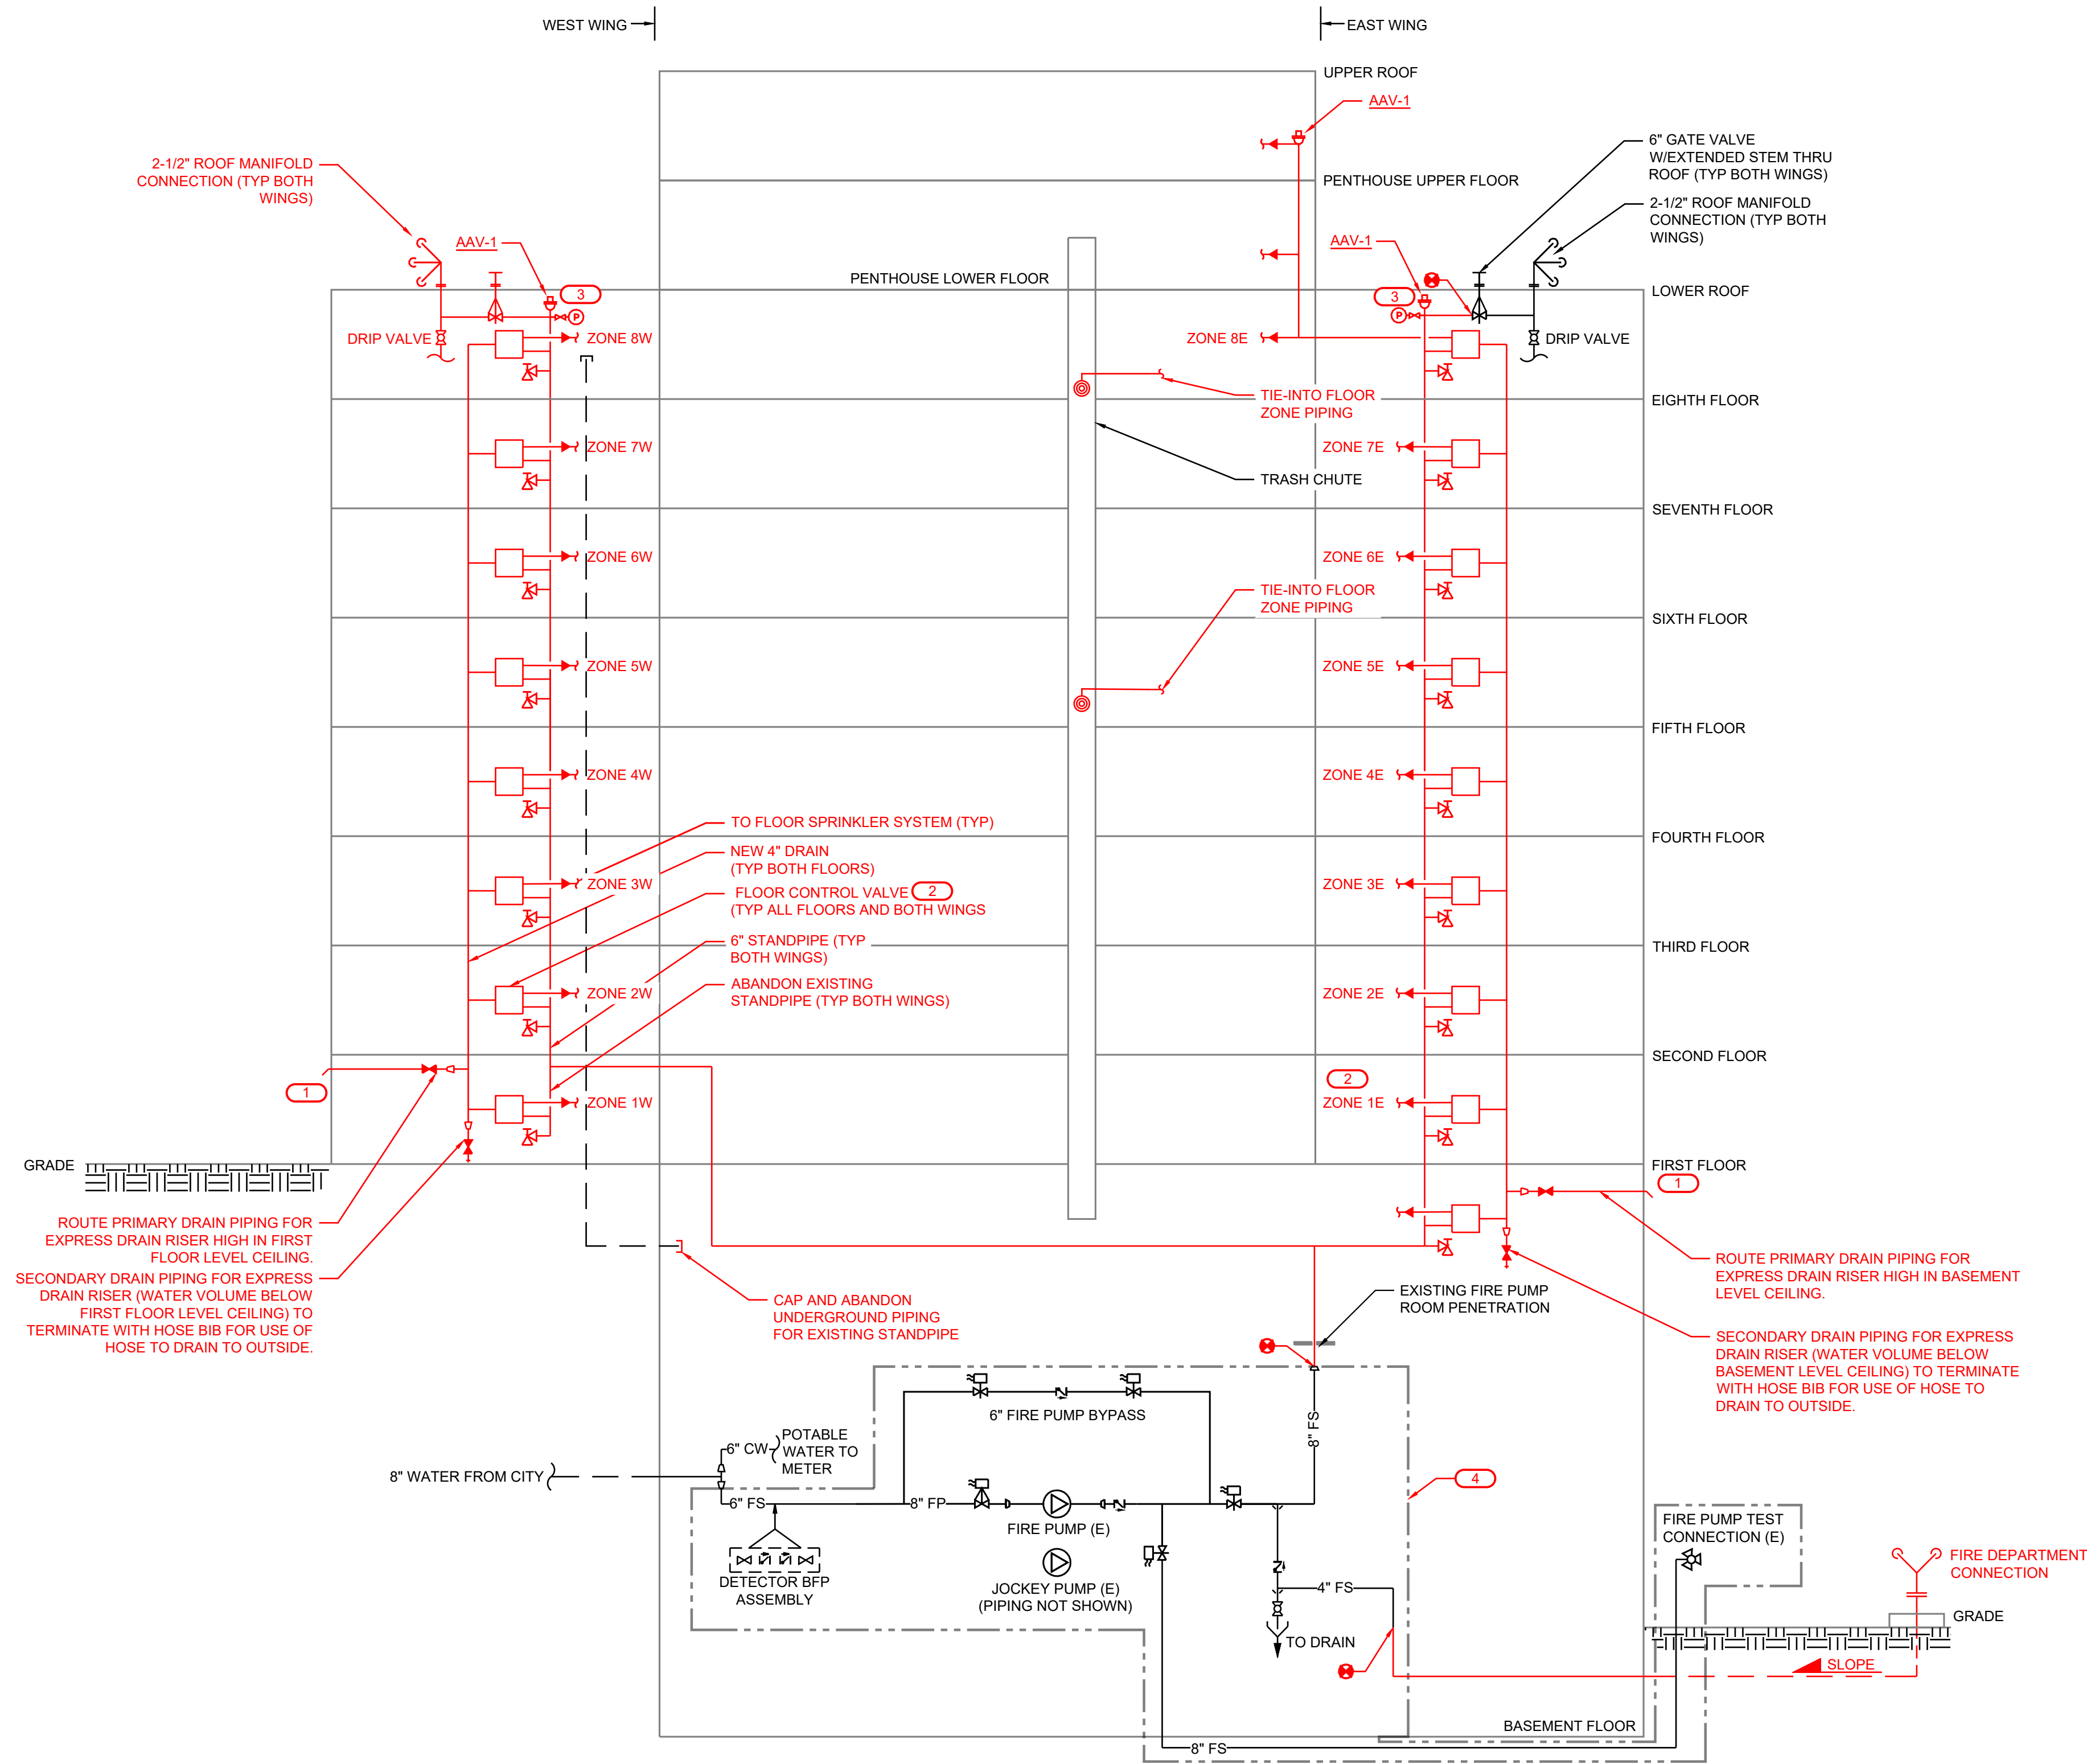 WEST WING
EAST WING
UPPER ROOF
AAV-1
6" GATE VALVE
W/EXTENDED STEM THRU
ROOF (TYP BOTH WINGS)
2-1/2" ROOF MANIFOLD
CONNECTION (TYP BOTH
WINGS)
PENTHOUSE UPPER FLOOR
2-1/2" ROOF MANIFOLD
CONNECTION (TYP BOTH
WINGS)
AAV-1
AAV-1
PENTHOUSE LOWER FLOOR
LOWER ROOF
3
3
P
P
DRIP VALVE
ZONE 8W
ZONE 8E
DRIP VALVE
TIE-INTO FLOOR
ZONE PIPING
EIGHTH FLOOR
ZONE 7W
ZONE 7E
TRASH CHUTE
SEVENTH FLOOR
ZONE 6W
ZONE 6E
TIE-INTO FLOOR
ZONE PIPING
SIXTH FLOOR
ZONE 5W
ZONE 5E
FIFTH FLOOR
ZONE 4W
ZONE 4E
TO FLOOR SPRINKLER SYSTEM (TYP)
FOURTH FLOOR
NEW 4" DRAIN
(TYP BOTH FLOORS)
ZONE 3W
ZONE 3E
FLOOR CONTROL VALVE 2
(TYP ALL FLOORS AND BOTH WINGS
6" STANDPIPE (TYP
BOTH WINGS)
THIRD FLOOR
ABANDON EXISTING
STANDPIPE (TYP BOTH WINGS)
ZONE 2W
ZONE 2E
SECOND FLOOR
1
2
ZONE 1W
ZONE 1E
GRADE
FIRST FLOOR
1
ROUTE PRIMARY DRAIN PIPING FOR
EXPRESS DRAIN RISER HIGH IN FIRST
FLOOR LEVEL CEILING.
SECONDARY DRAIN PIPING FOR EXPRESS
DRAIN RISER (WATER VOLUME BELOW
FIRST FLOOR LEVEL CEILING) TO
TERMINATE WITH HOSE BIB FOR USE OF
HOSE TO DRAIN TO OUTSIDE.
CAP AND ABANDON
UNDERGROUND PIPING
FOR EXISTING STANDPIPE
EXISTING FIRE PUMP
ROOM PENETRATION
ROUTE PRIMARY DRAIN PIPING FOR
EXPRESS DRAIN RISER HIGH IN BASEMENT
LEVEL CEILING.
SECONDARY DRAIN PIPING FOR EXPRESS
DRAIN RISER (WATER VOLUME BELOW
BASEMENT LEVEL CEILING) TO TERMINATE
WITH HOSE BIB FOR USE OF HOSE TO
DRAIN TO OUTSIDE.
6" FIRE PUMP BYPASS
8" FS
6" CW
POTABLE
WATER TO
METER
8" WATER FROM CITY
4
6" FS
8" FP
FIRE PUMP (E)
FIRE PUMP TEST
CONNECTION (E)
DETECTOR BFP
ASSEMBLY
JOCKEY PUMP (E)
(PIPING NOT SHOWN)
4" FS
FIRE DEPARTMENT
CONNECTION
GRADE
TO DRAIN
SLOPE
BASEMENT FLOOR
8" FS